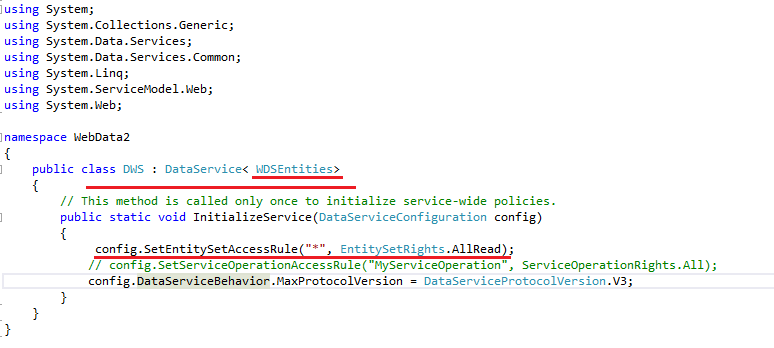 using System;
using System.Collections.Generic;
using System.Data.Services;
using System.Data.Services.Common;
using System.Linq;
using System.ServiceModel.Web;
using System.Web;
namespace WebData2
{
public class DWS : DataService< WDSEntities>
{
// This method is called only once to initialize service-wide policies.
public static void InitializeService(DataServiceConfiguration config)
{
config.SetEntitySetAccessRule("*", EntitySetRights.AllRead);
// config.SetServiceOperationAccessRule("MyServiceOperation", ServiceOperationRights.All);
config.DataServiceBehavior.MaxProtocolVersion = DataServiceProtocolVersion.V3;
}
}
}